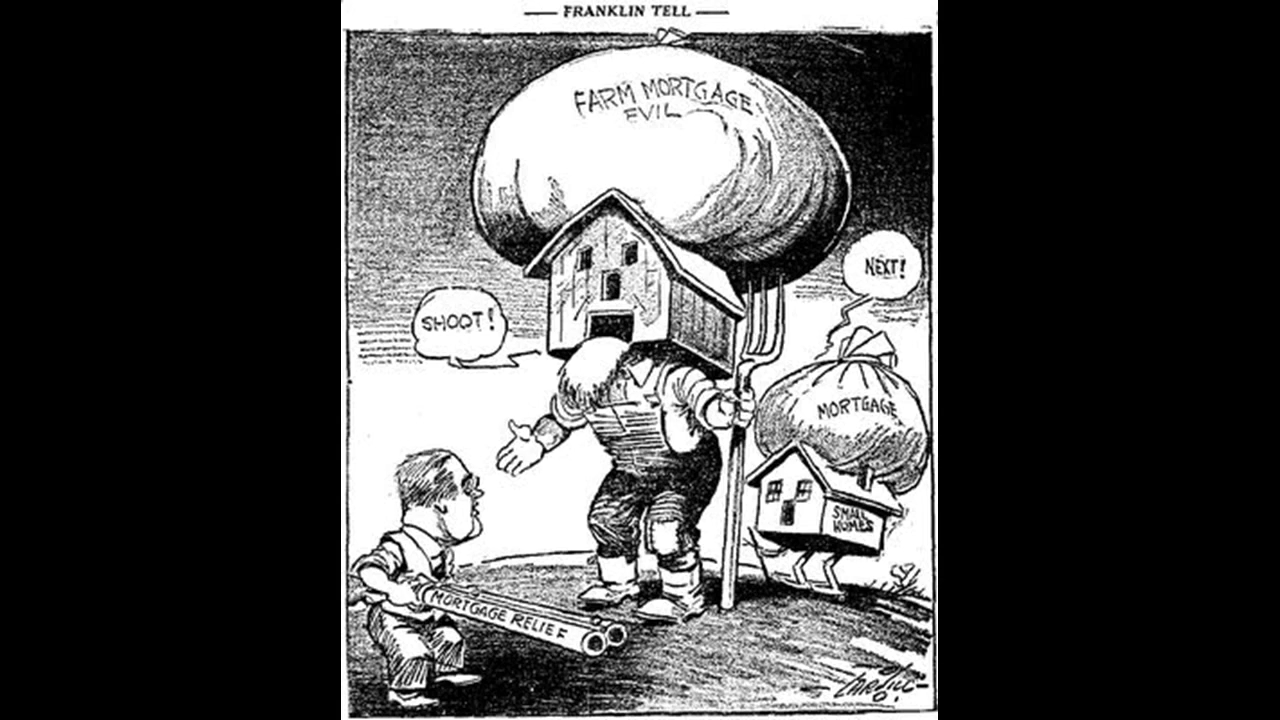 FRANKLIN TELL
FARM MORTGAGE
EVIL
NEXT!
SHOOT!
MORTGAGE
SMALL
HOMES
MORTGAGE RELIEF